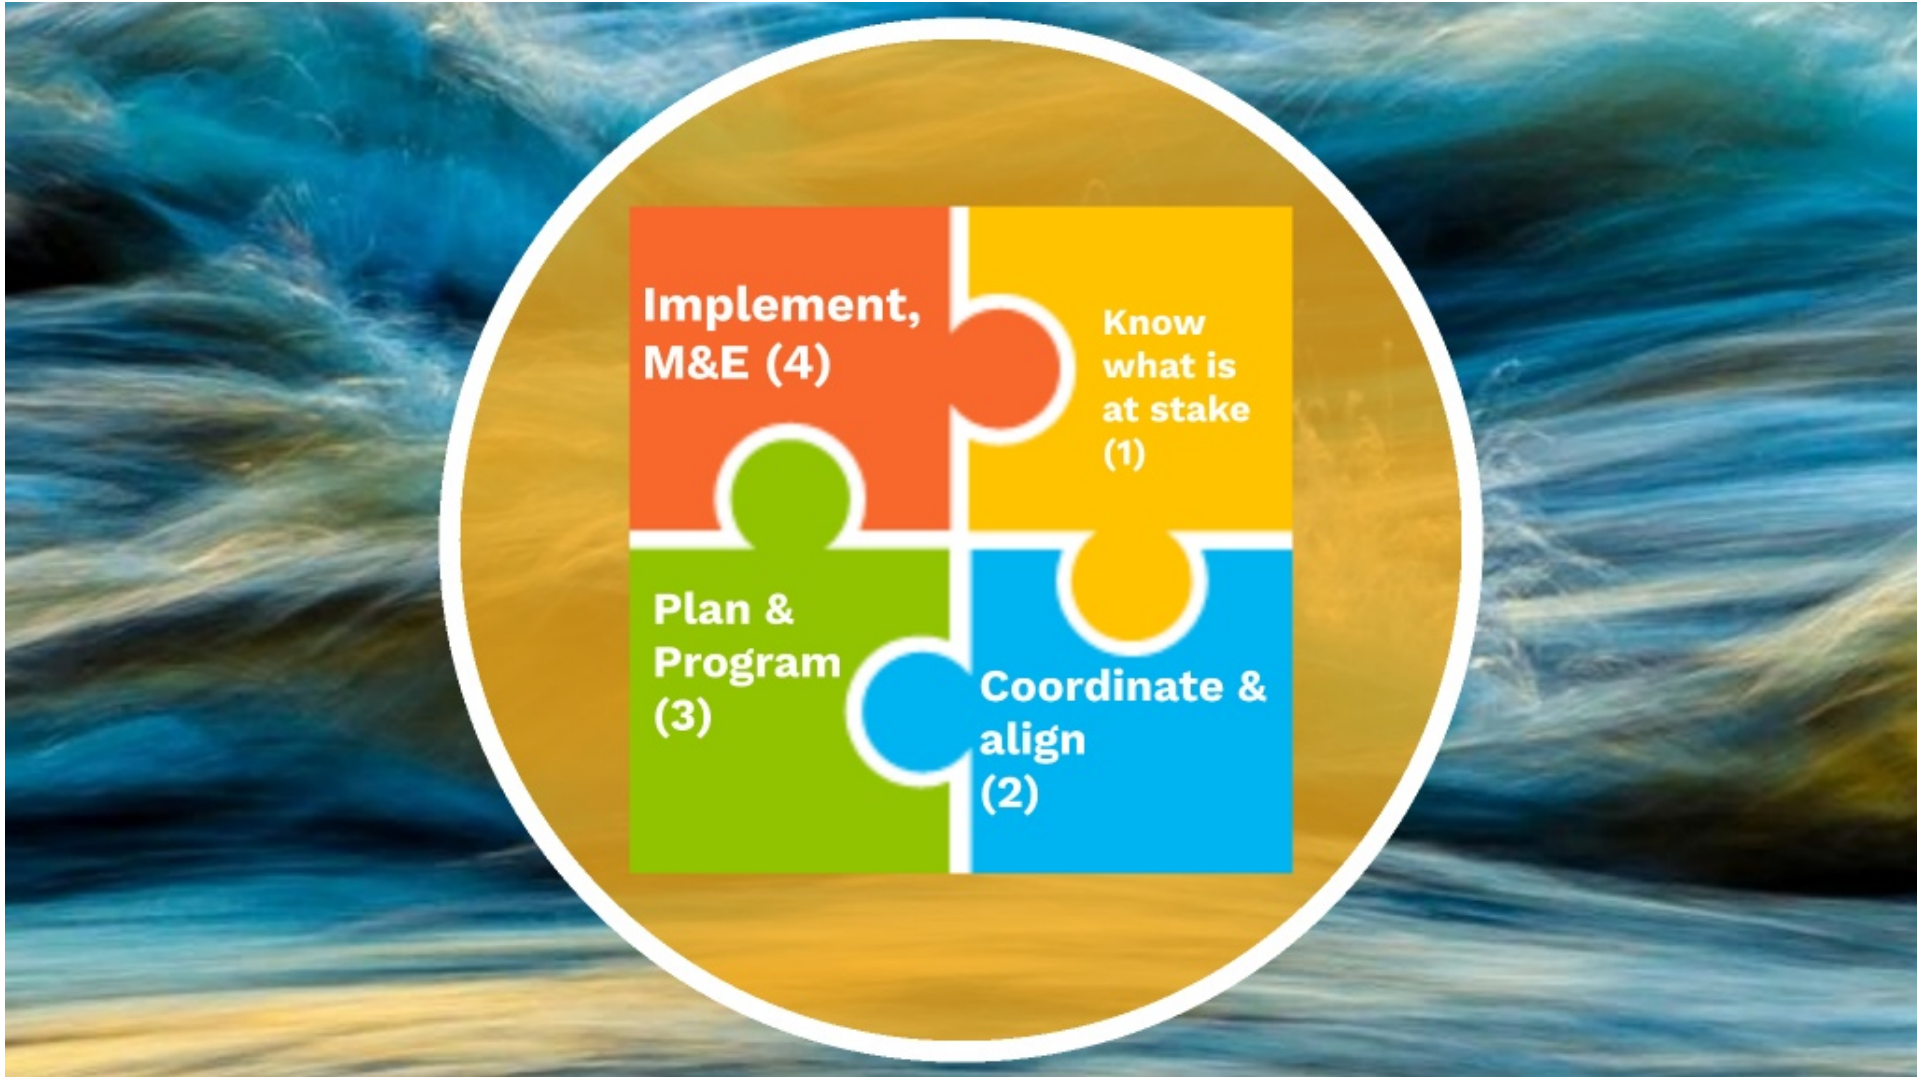 Implement,
M&E (4)
Know
what is
at stake
(1)
Plan &
Program
(3)
Coordinate &
align
(2)